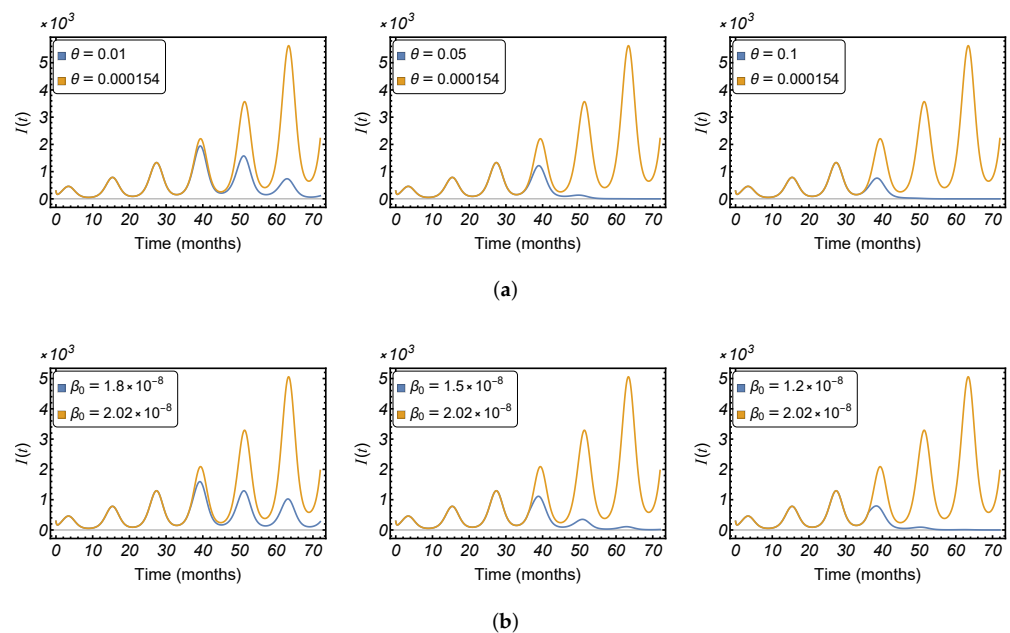 ×10³
θ = 0.01
θ = 0.000154
I(t)
5
4
3
2
1
0
0 10 20 30 40 50 60 70
Time (months)
×10³
θ = 0.05
θ = 0.000154
I(t)
5
4
3
2
1
0
0 10 20 30 40 50 60 70
Time (months)
×10³
θ = 0.1
θ = 0.000154
I(t)
5
4
3
2
1
0
0 10 20 30 40 50 60 70
Time (months)
(a)
×10³
β₀ = 1.8×10⁻⁸
β₀ = 2.02×10⁻⁸
I(t)
5
4
3
2
1
0
0 10 20 30 40 50 60 70
Time (months)
×10³
β₀ = 1.5×10⁻⁸
β₀ = 2.02×10⁻⁸
I(t)
5
4
3
2
1
0
0 10 20 30 40 50 60 70
Time (months)
×10³
β₀ = 1.2×10⁻⁸
β₀ = 2.02×10⁻⁸
I(t)
5
4
3
2
1
0
0 10 20 30 40 50 60 70
Time (months)
(b)